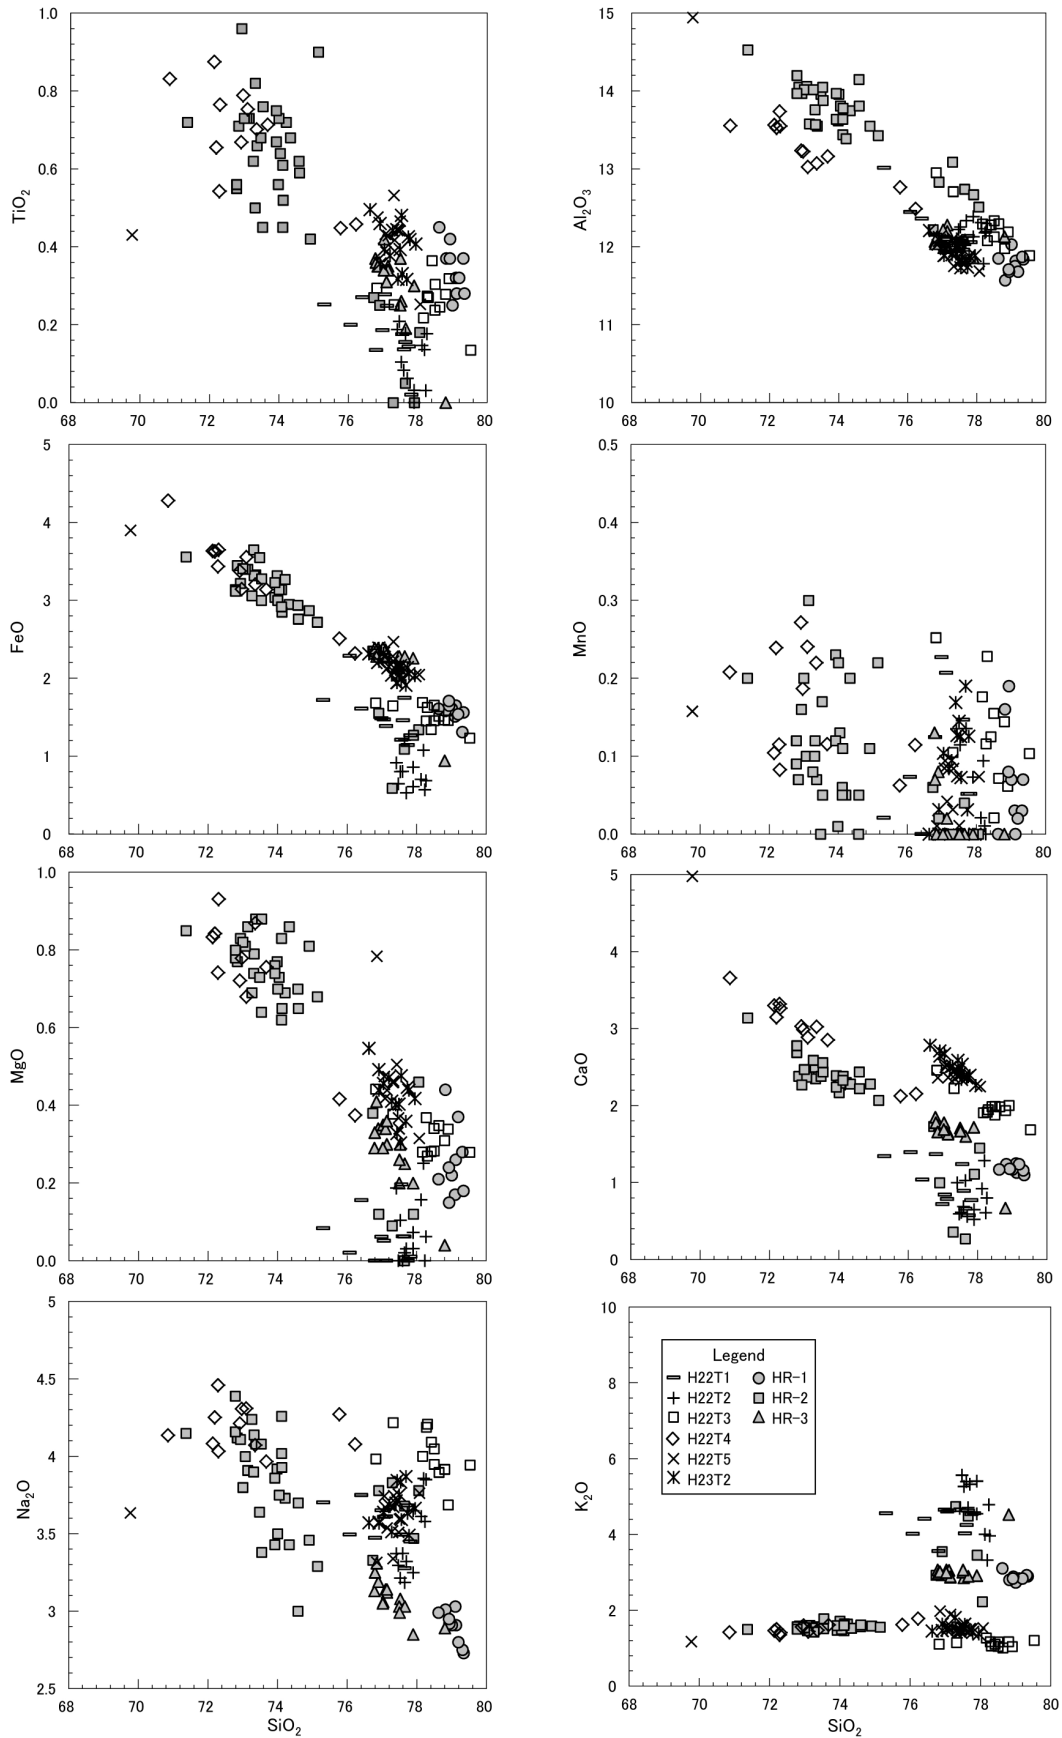 1.0
0.8
0.6
0.4
0.2
0.0
TiO2
68 70 72 74 76 78 80
15
14
13
12
11
10
Al2O3
68 70 72 74 76 78 80
5
4
3
2
1
0
FeO
68 70 72 74 76 78 80
0.5
0.4
0.3
0.2
0.1
0.0
MnO
68 70 72 74 76 78 80
1.0
0.8
0.6
0.4
0.2
0.0
MgO
68 70 72 74 76 78 80
5
4
3
2
1
0
CaO
68 70 72 74 76 78 80
5
4.5
4
3.5
3
2.5
Na2O
68 70 72 74 76 78 80
SiO2
10
8
6
4
2
0
K2O
Legend
H22T1 HR-1
H22T2 HR-2
H22T3 HR-3
H22T4
H22T5
H23T2
68 70 72 74 76 78 80
SiO2